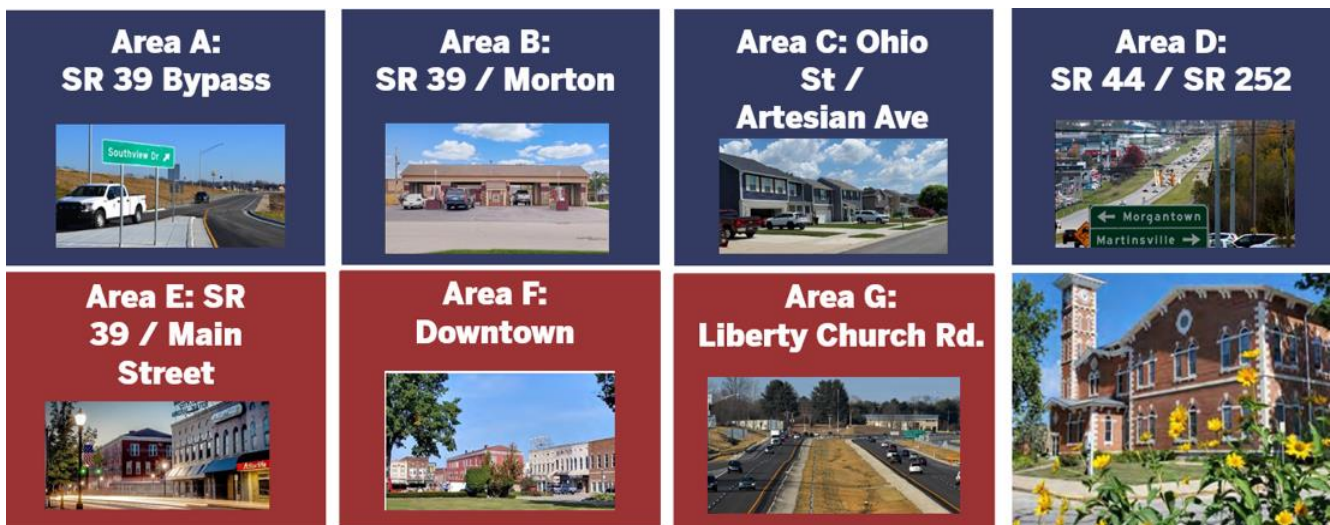 Area A:
SR 39 Bypass
Area B:
SR 39 / Morton
Area C: Ohio
St /
Artesian Ave
Area D:
SR 44 / SR 252
Southview Dr
← Morgantown
Martinsville →
Area E: SR
39 / Main
Street
Area F:
Downtown
Area G:
Liberty Church Rd.